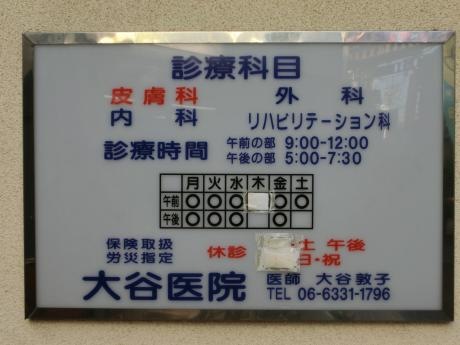 診療科目
皮膚科 外科
内科 リハビリテーション科
診療時間 午前の部 9:00-12:00
午後の部 5:00-7:30
月 火 水 木 金 土
午前 〇 〇 〇 〇 〇
午後 〇 〇 〇 〇
保険取扱
労災指定
休診 土 午後
日・祝
大谷医院 医師 大谷敦子
TEL 06-6331-1796